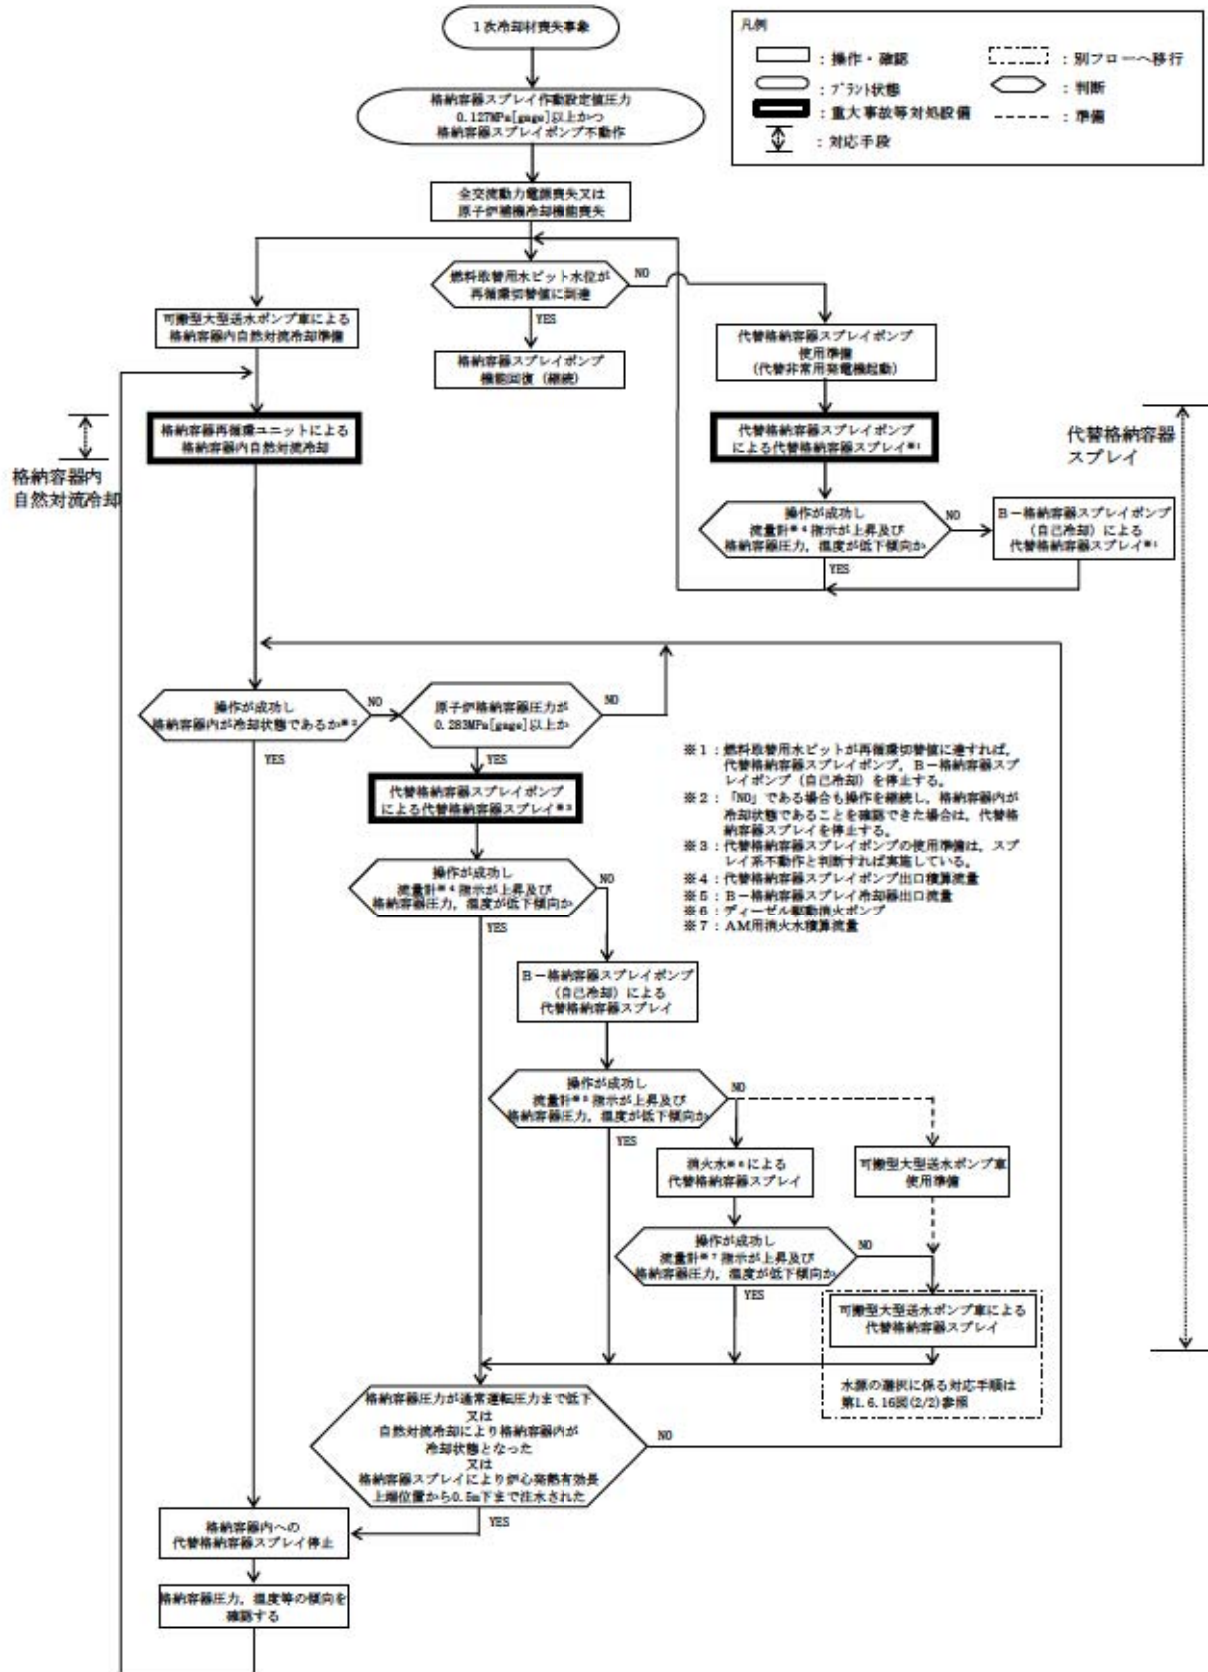 1次冷却材喪失事象
凡例
：操作・確認
：プラント状態
：重大事故等対処設備
：対応手段
：別フローへ移行
：判断
：準備
格納容器スプレイ作動設定値圧力
0.127MPa[gage]以上かつ
格納容器スプレイポンプ不動作
全交流動力電源喪失又は
原子炉補機冷却機能喪失
燃料取替用水ピット水位が
再循環切替値に到達
NO
YES
可搬型大型送水ポンプ車による
格納容器内自然対流冷却準備
格納容器スプレイポンプ
機能回復（継続）
代替格納容器スプレイポンプ
使用準備
(代替非常用発電機起動)
格納容器再循環ユニットによる
格納容器内自然対流冷却
格納容器内
自然対流冷却
代替格納容器スプレイポンプ
による代替格納容器スプレイ※1
代替格納容器
スプレイ
操作が成功し
流量計※4指示が上昇及び
格納容器圧力，温度が低下傾向か
NO
YES
B－格納容器スプレイポンプ
（自己冷却）による
代替格納容器スプレイ※1
操作が成功し
格納容器内が冷却状態であるか※2
NO
YES
原子炉格納容器圧力が
0.283MPa[gage]以上か
NO
YES
代替格納容器スプレイポンプ
による代替格納容器スプレイ※3
※1：燃料取替用水ピットが再循環切替値に達すれば，
代替格納容器スプレイポンプ，B－格納容器スプ
レイポンプ（自己冷却）を停止する。
※2：「NO」である場合も操作を継続し，格納容器内が
冷却状態であることを確認できた場合は，代替格
納容器スプレイを停止する。
※3：代替格納容器スプレイポンプの使用準備は，スプ
レイ系不動作と判断すれば実施している。
※4：代替格納容器スプレイポンプ出口積算流量
※5：B－格納容器スプレイ冷却器出口流量
※6：ディーゼル駆動消火ポンプ
※7：AM用消火水積算流量
操作が成功し
流量計※4指示が上昇及び
格納容器圧力，温度が低下傾向か
NO
YES
B－格納容器スプレイポンプ
（自己冷却）による
代替格納容器スプレイ
操作が成功し
流量計※5指示が上昇及び
格納容器圧力，温度が低下傾向か
NO
YES
消火水※6による
代替格納容器スプレイ
可搬型大型送水ポンプ車
使用準備
操作が成功し
流量計※7指示が上昇及び
格納容器圧力，温度が低下傾向か
NO
YES
可搬型大型送水ポンプ車による
代替格納容器スプレイ
水源の選択に係る対応手順は
第1.6.16図(2/2)参照
格納容器圧力が通常運転圧力まで低下
又は
自然対流冷却により格納容器内が
冷却状態となった
又は
格納容器スプレイにより炉心発熱有効長
上端位置から0.5m下まで注水された
NO
YES
格納容器内への
代替格納容器スプレイ停止
格納容器圧力，温度等の傾向を
確認する